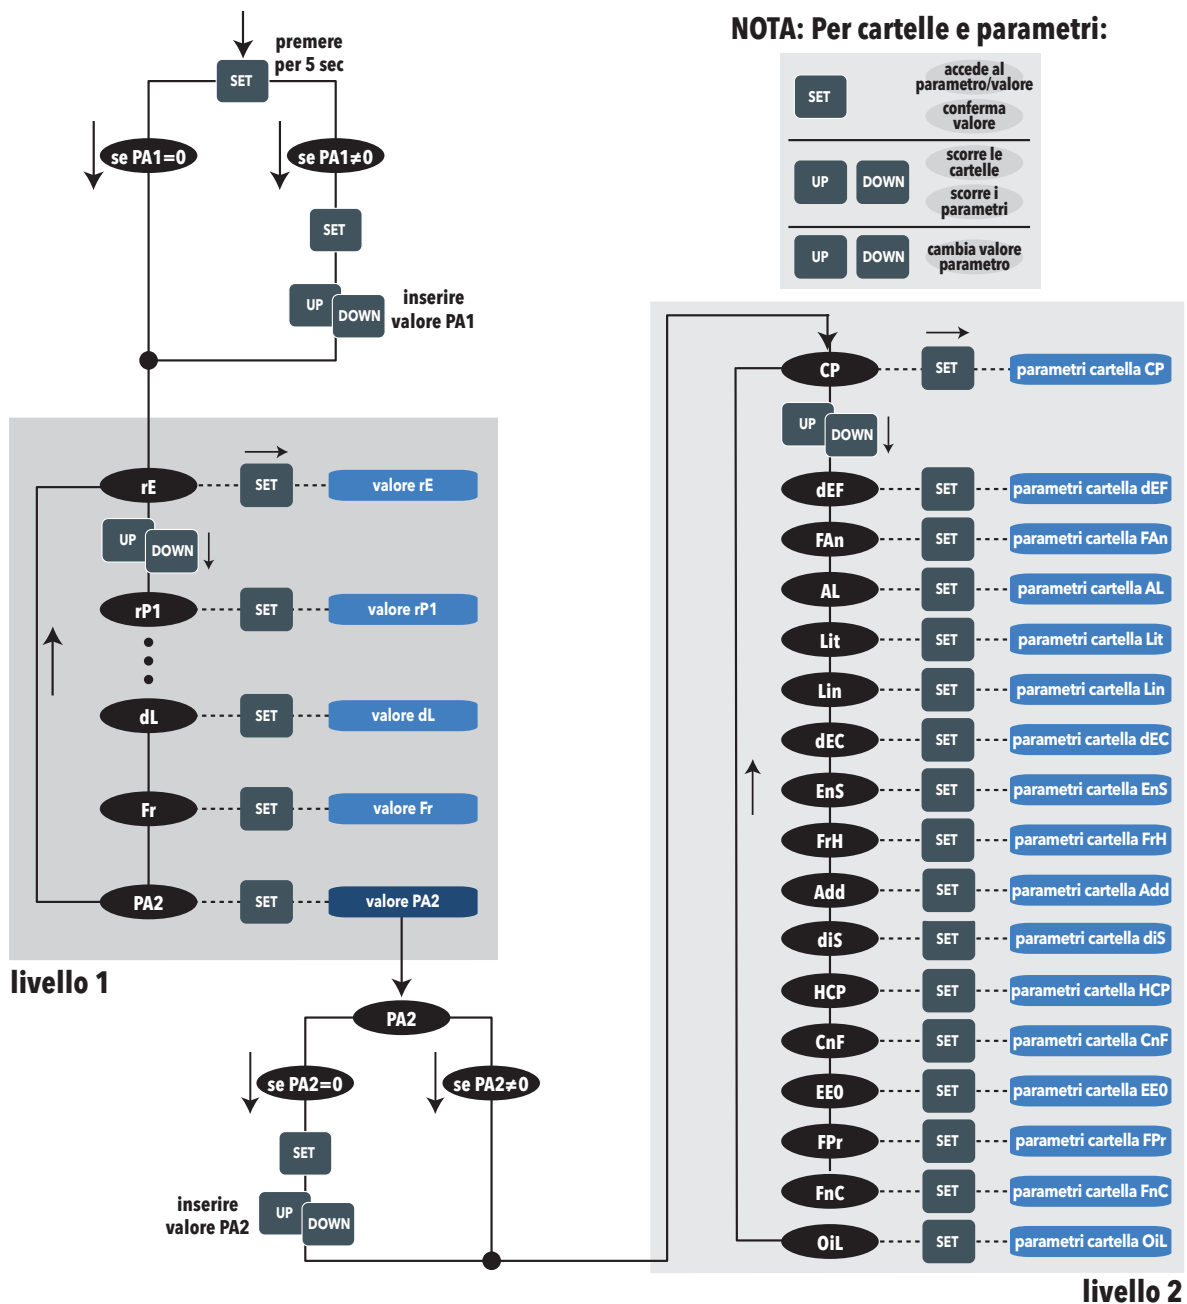 premere
per 5 sec
SET
se PA1=0
se PA1≠0
SET
UP
DOWN
inserire
valore PA1
NOTA: Per cartelle e parametri:
SET
accede al
parametro/valore
conferma
valore
UP
DOWN
scorre le
cartelle
scorre i
parametri
UP
DOWN
cambia valore
parametro
rE
SET
valore rE
UP
DOWN
rP1
SET
valore rP1
dL
SET
valore dL
Fr
SET
valore Fr
PA2
SET
valore PA2
livello 1
PA2
se PA2=0
se PA2≠0
SET
inserire
valore PA2
UP
DOWN
CP
SET
parametri cartella CP
UP
DOWN
dEF
SET
parametri cartella dEF
FAn
SET
parametri cartella FAn
AL
SET
parametri cartella AL
Lit
SET
parametri cartella Lit
Lin
SET
parametri cartella Lin
dEC
SET
parametri cartella dEC
EnS
SET
parametri cartella EnS
FrH
SET
parametri cartella FrH
Add
SET
parametri cartella Add
diS
SET
parametri cartella diS
HCP
SET
parametri cartella HCP
CnF
SET
parametri cartella CnF
EE0
SET
parametri cartella EE0
FPr
SET
parametri cartella FPr
FnC
SET
parametri cartella FnC
OiL
SET
parametri cartella OiL
livello 2